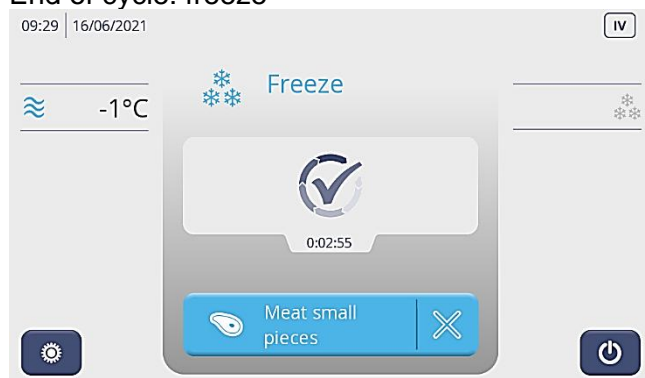 End of cycle: freeze
09:29 16/06/2021
IV
Freeze
-1°C
0:02:55
Meat small
pieces